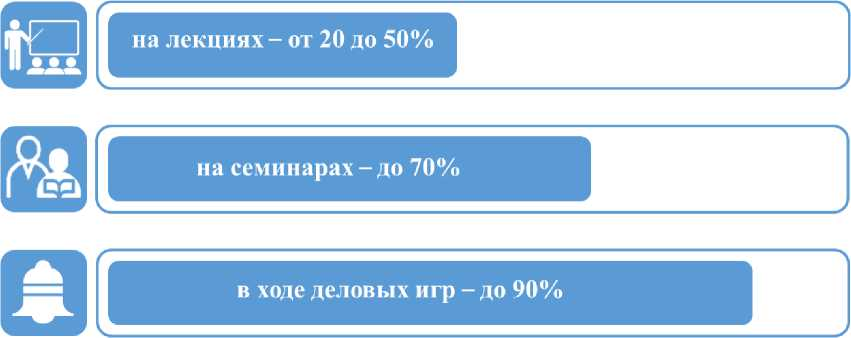 на лекциях – от 20 до 50%
на семинарах – до 70%
в ходе деловых игр – до 90%